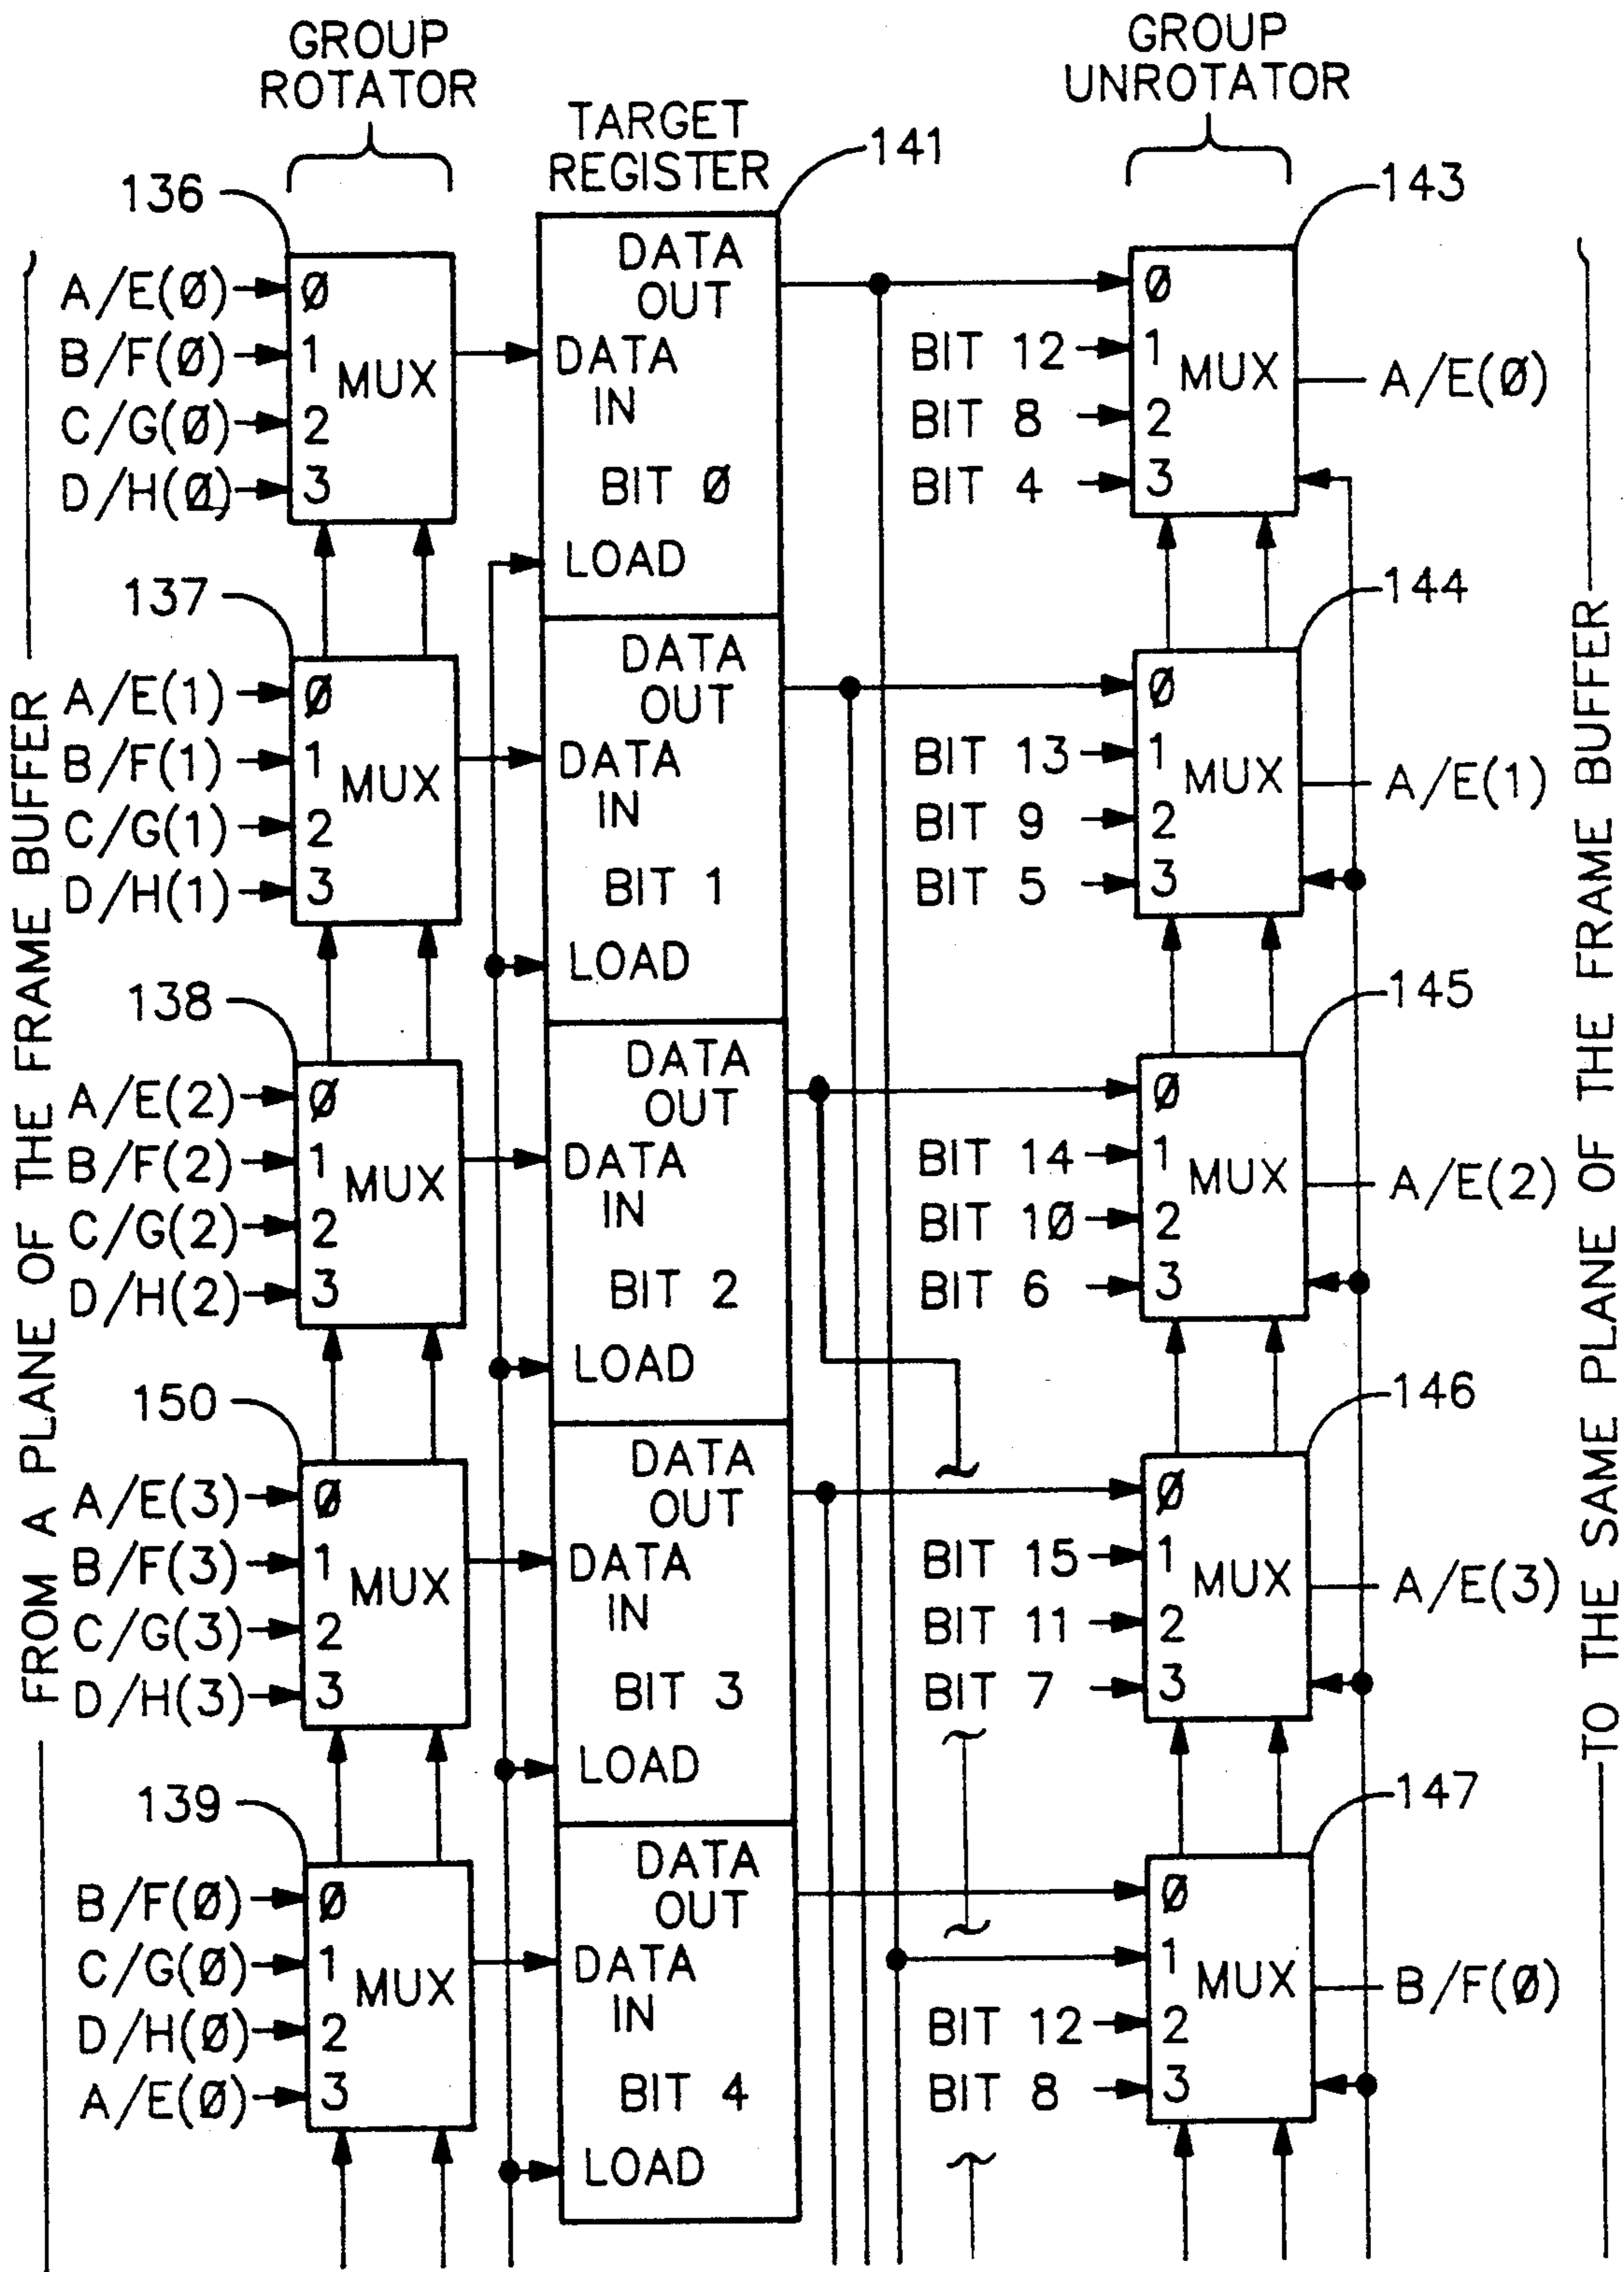 GROUP
ROTATOR
TARGET
REGISTER
GROUP
UNROTATOR
141
136
143
FROM A PLANE OF THE FRAME BUFFER
TO THE SAME PLANE OF THE FRAME BUFFER
A/E(Ø) Ø
B/F(Ø) 1
C/G(Ø) 2
D/H(Ø) 3
MUX
DATA
OUT
DATA
IN
BIT Ø
LOAD
Ø
BIT 12 1
BIT 8 2
BIT 4 3
MUX
A/E(Ø)
137
144
A/E(1) Ø
B/F(1) 1
C/G(1) 2
D/H(1) 3
MUX
DATA
OUT
DATA
IN
BIT 1
LOAD
Ø
BIT 13 1
BIT 9 2
BIT 5 3
MUX
A/E(1)
138
145
A/E(2) Ø
B/F(2) 1
C/G(2) 2
D/H(2) 3
MUX
DATA
OUT
DATA
IN
BIT 2
LOAD
Ø
BIT 14 1
BIT 1Ø 2
BIT 6 3
MUX
A/E(2)
150
146
A/E(3) Ø
B/F(3) 1
C/G(3) 2
D/H(3) 3
MUX
DATA
OUT
DATA
IN
BIT 3
LOAD
Ø
BIT 15 1
BIT 11 2
BIT 7 3
MUX
A/E(3)
139
147
B/F(Ø) Ø
C/G(Ø) 1
D/H(Ø) 2
A/E(Ø) 3
MUX
DATA
OUT
DATA
IN
BIT 4
LOAD
Ø
1
BIT 12 2
BIT 8 3
MUX
B/F(Ø)